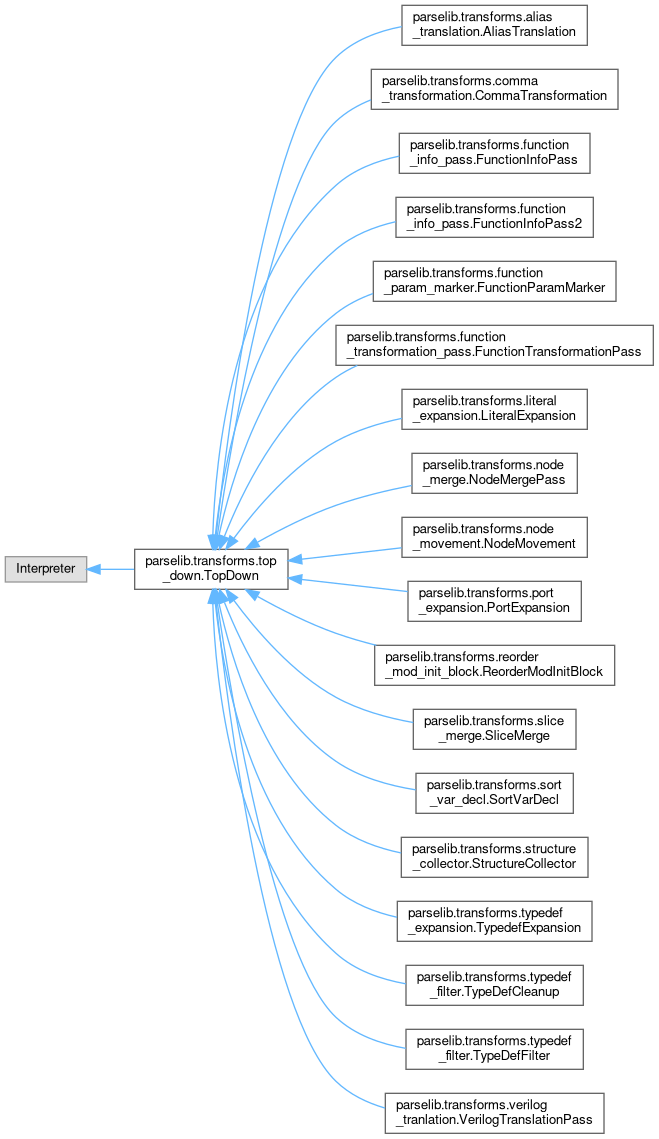 parselib.transforms.alias
_translation.AliasTranslation
parselib.transforms.comma
_transformation.CommaTransformation
parselib.transforms.function
_info_pass.FunctionInfoPass
parselib.transforms.function
_info_pass.FunctionInfoPass2
parselib.transforms.function
_param_marker.FunctionParamMarker
parselib.transforms.function
_transformation_pass.FunctionTransformationPass
parselib.transforms.literal
_expansion.LiteralExpansion
parselib.transforms.node
_merge.NodeMergePass
parselib.transforms.node
_movement.NodeMovement
Interpreter
parselib.transforms.top
_down.TopDown
parselib.transforms.port
_expansion.PortExpansion
parselib.transforms.reorder
_mod_init_block.ReorderModInitBlock
parselib.transforms.slice
_merge.SliceMerge
parselib.transforms.sort
_var_decl.SortVarDecl
parselib.transforms.structure
_collector.StructureCollector
parselib.transforms.typedef
_expansion.TypedefExpansion
parselib.transforms.typedef
_filter.TypeDefCleanup
parselib.transforms.typedef
_filter.TypeDefFilter
parselib.transforms.verilog
_tranlation.VerilogTranslationPass